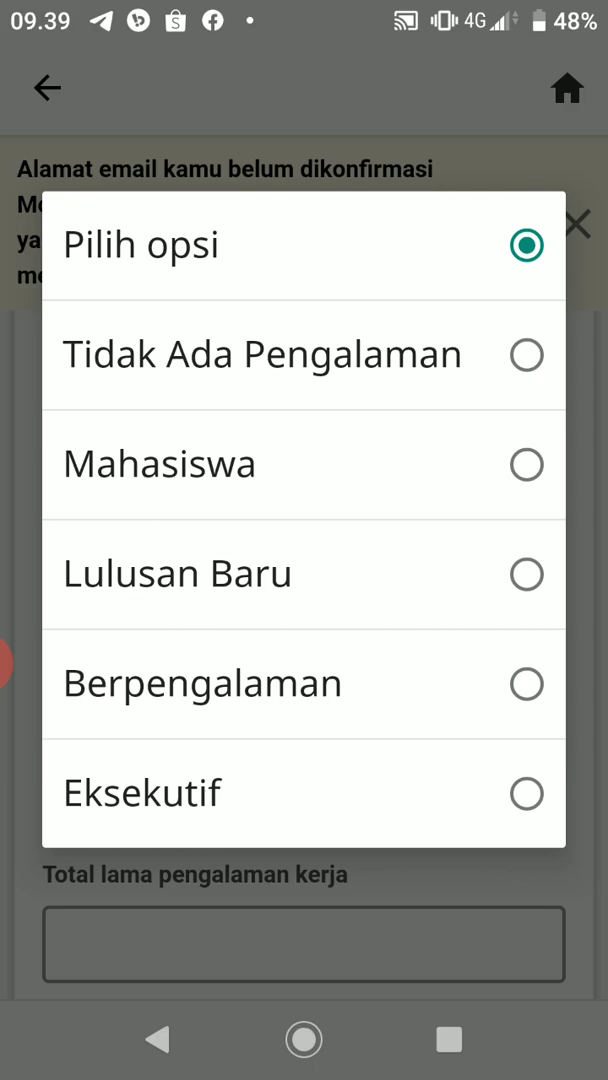 09.39
4G
48%
Alamat email kamu belum dikonfirmasi
Pilih opsi
Tidak Ada Pengalaman
Mahasiswa
Lulusan Baru
Berpengalaman
Eksekutif
Total lama pengalaman kerja